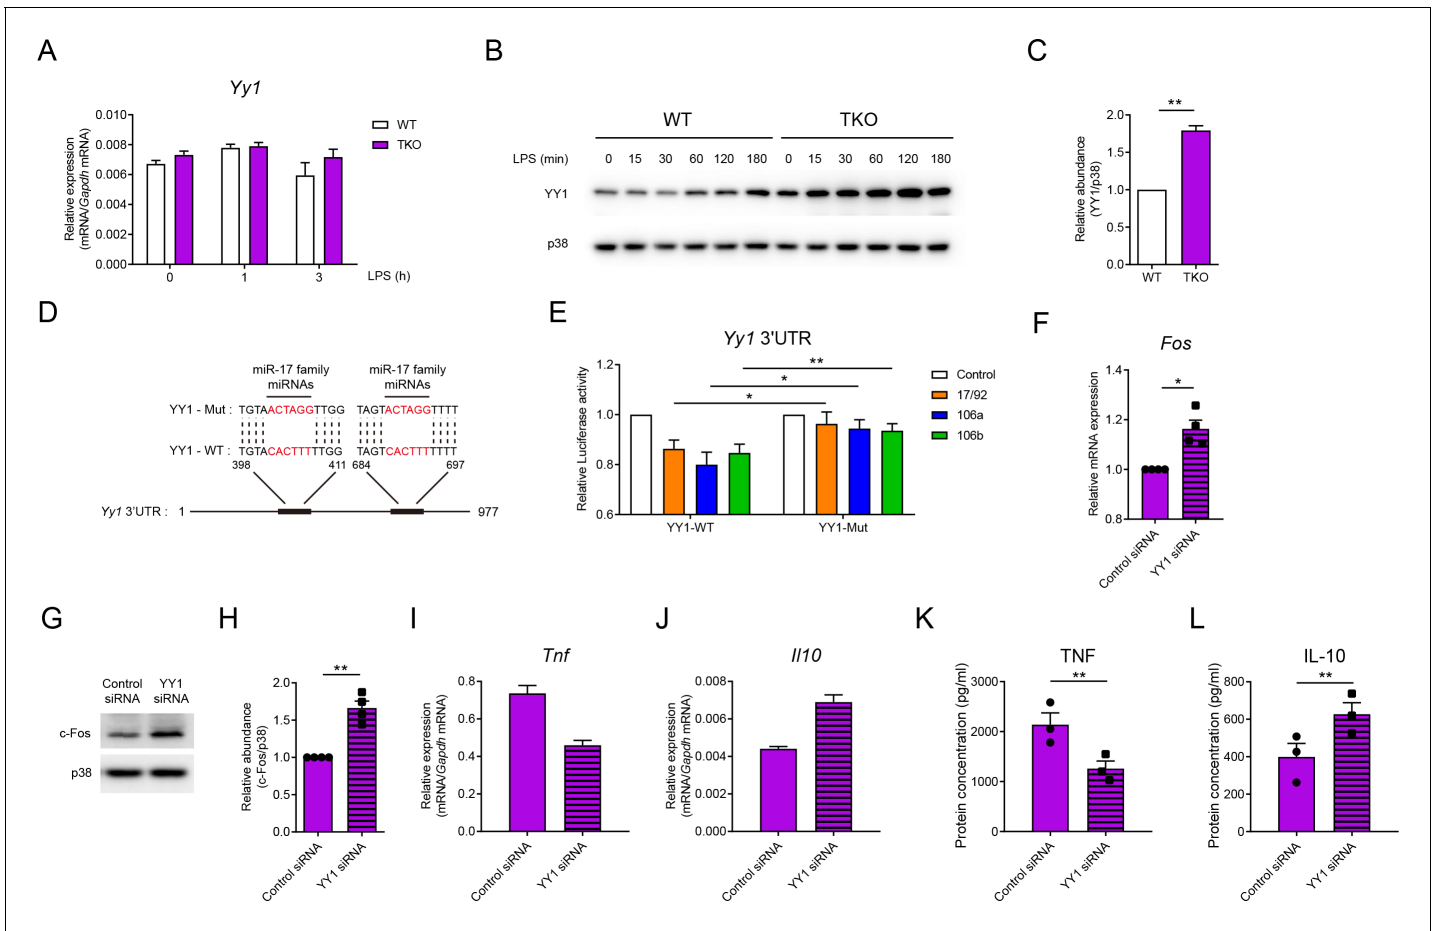 A
Yy1
Relative expression
(mRNA/Gapdh mRNA)
0.010
0.008
0.006
0.004
0.002
0.000
0 1 3 LPS (h)
WT
TKO
B
WT TKO
LPS (min) 0 15 30 60 120 180 0 15 30 60 120 180
YY1
p38
C
**
Relative abundance
(YY1/p38)
2.0
1.5
1.0
0.5
0.0
WT TKO
D
miR-17 family miR-17 family
miRNAs miRNAs
YY1 - Mut : TGTAACTAGGTTGG TAGTACTAGGTTTT
YY1 - WT : TGTACACTTTTTGG TAGTCACTTTTTTT
398 411 684 697
Yy1 3'UTR : 1 977
E
Yy1 3'UTR
Relative Luciferase activity
1.2
1.0
0.8
0.6
**
*
*
YY1-WT YY1-Mut
Control
17/92
106a
106b
F
Fos
Relative mRNA expression
1.4
1.2
1.0
0.8
*
Control siRNA
YY1 siRNA
G
Control YY1
siRNA siRNA
c-Fos
p38
H
Relative abundance
(c-Fos/p38)
2.0
1.5
1.0
0.5
0.0
**
Control siRNA
YY1 siRNA
I
Tnf
Relative expression
(mRNA/Gapdh mRNA)
0.8
0.6
0.4
0.2
0.0
Control siRNA
YY1 siRNA
J
Il10
Relative expression
(mRNA/Gapdh mRNA)
0.008
0.006
0.004
0.002
0.000
Control siRNA
YY1 siRNA
K
TNF
Protein concentration (pg/ml)
3000
2000
1000
0
**
Control siRNA
YY1 siRNA
L
IL-10
Protein concentration (pg/ml)
800
600
400
200
0
**
Control siRNA
YY1 siRNA